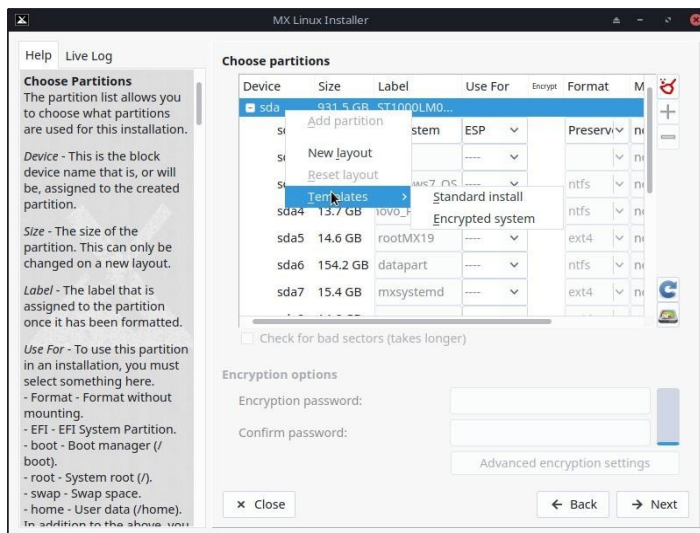 MX Linux Installer
Help
Live Log
Choose Partitions
The partition list allows you
to choose what partitions
are used for this installation.
Device - This is the block
device name that is, or will
be, assigned to the created
partition.
Size - The size of the
partition. This can only be
changed on a new layout.
Label - The label that is
assigned to the partition
once it has been formatted.
Use For - To use this partition
in an installation, you must
select something here.
- Format - Format without
mounting.
- EFI - EFI System Partition.
- boot - Boot manager (/
boot).
- root - System root (/).
- swap - Swap space.
- home - User data (/home).
In addition to the above, you
Choose partitions
Device Size Label Use For Encrypt Format M
sda 931.5 GB ST1000LM0...
Add partition
stem ESP Preserv
New layout
----
Reset layout
ws7_OS ---- ntfs
Templates
Standard install
Encrypted system
sda4 13.7 GB ntfs
sda5 14.6 GB rootMX19 ---- ext4
sda6 154.2 GB datapart ---- ntfs
sda7 15.4 GB mxsystemd ---- ext4
Check for bad sectors (takes longer)
Encryption options
Encryption password:
Confirm password:
Advanced encryption settings
Close
Back
Next